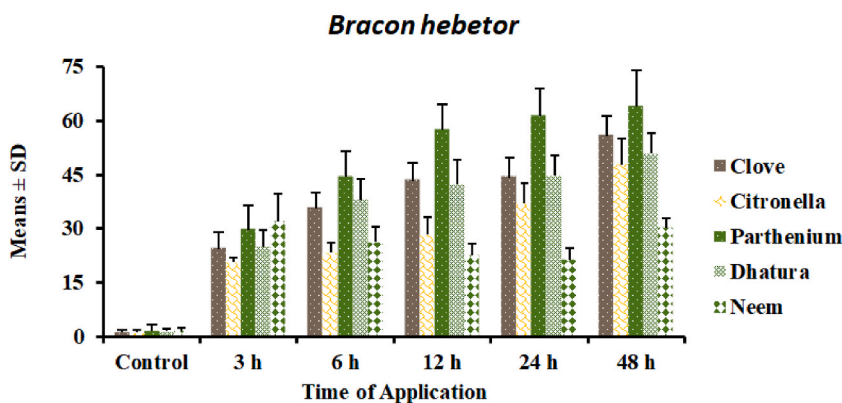 Bracon hebetor
Means ± SD
75
60
45
30
15
0
Control 3 h 6 h 12 h 24 h 48 h
Time of Application
Clove
Citronella
Parthenium
Dhatura
Neem